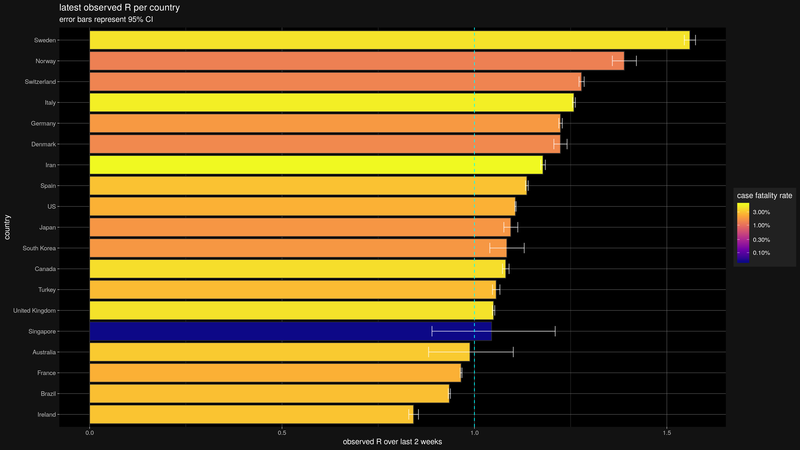 latest observed R per country
error bars represent 95% CI
country
Sweden
Norway
Switzerland
Italy
Germany
Denmark
Iran
Spain
US
Japan
South Korea
Canada
Turkey
United Kingdom
Singapore
Australia
France
Brazil
Ireland
0.0 0.5 1.0 1.5
observed R over last 2 weeks
case fatality rate
3.00%
1.00%
0.30%
0.10%